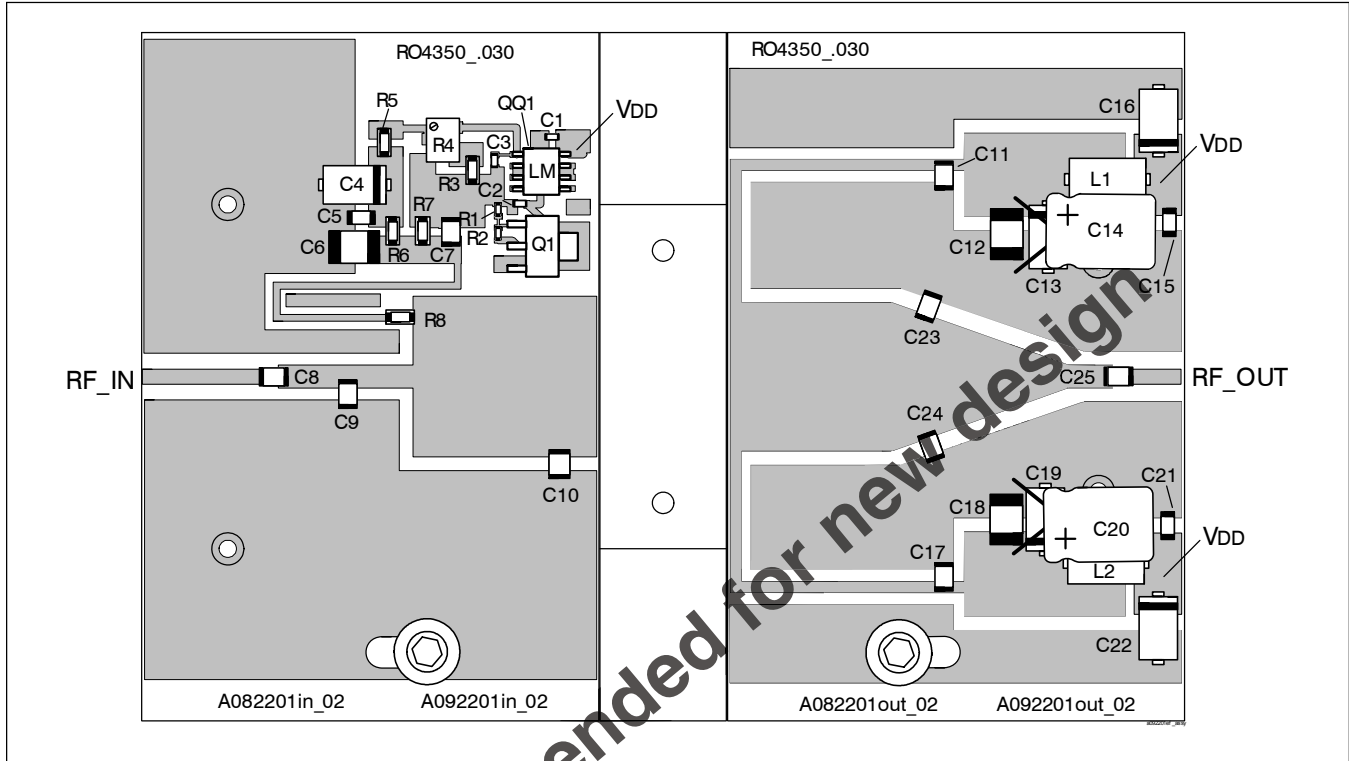 RO4350_.030
RO4350_.030
R5
QQ1
C1
VDD
C16
R4
C3
C11
VDD
R3
LM
L1
C4
C2
C5
R7
R1
C12
C14
C6
R6
C7
R2
Q1
C13
C15
R8
C23
RF_IN
C8
C25
RF_OUT
C9
C24
C10
C19
C21
C18
C20
VDD
C17
L2
C22
ended for new design
A082201in_02
A092201in_02
A082201out_02
A092201out_02